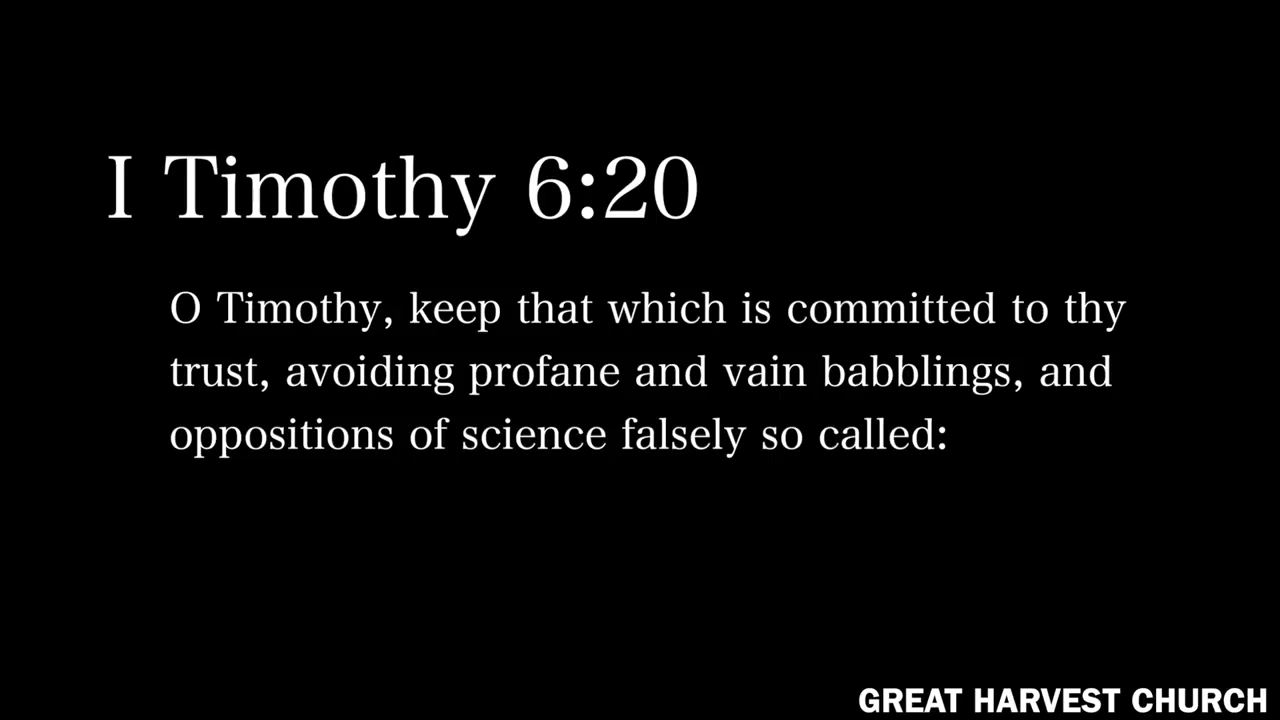 I Timothy 6:20
O Timothy, keep that which is committed to thy
trust, avoiding profane and vain babblings, and
oppositions of science falsely so called:
GREAT HARVEST CHURCH